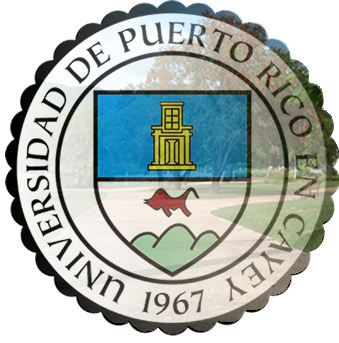 UNIVERSIDAD DE PUERTO RICO EN CAYEY
1967